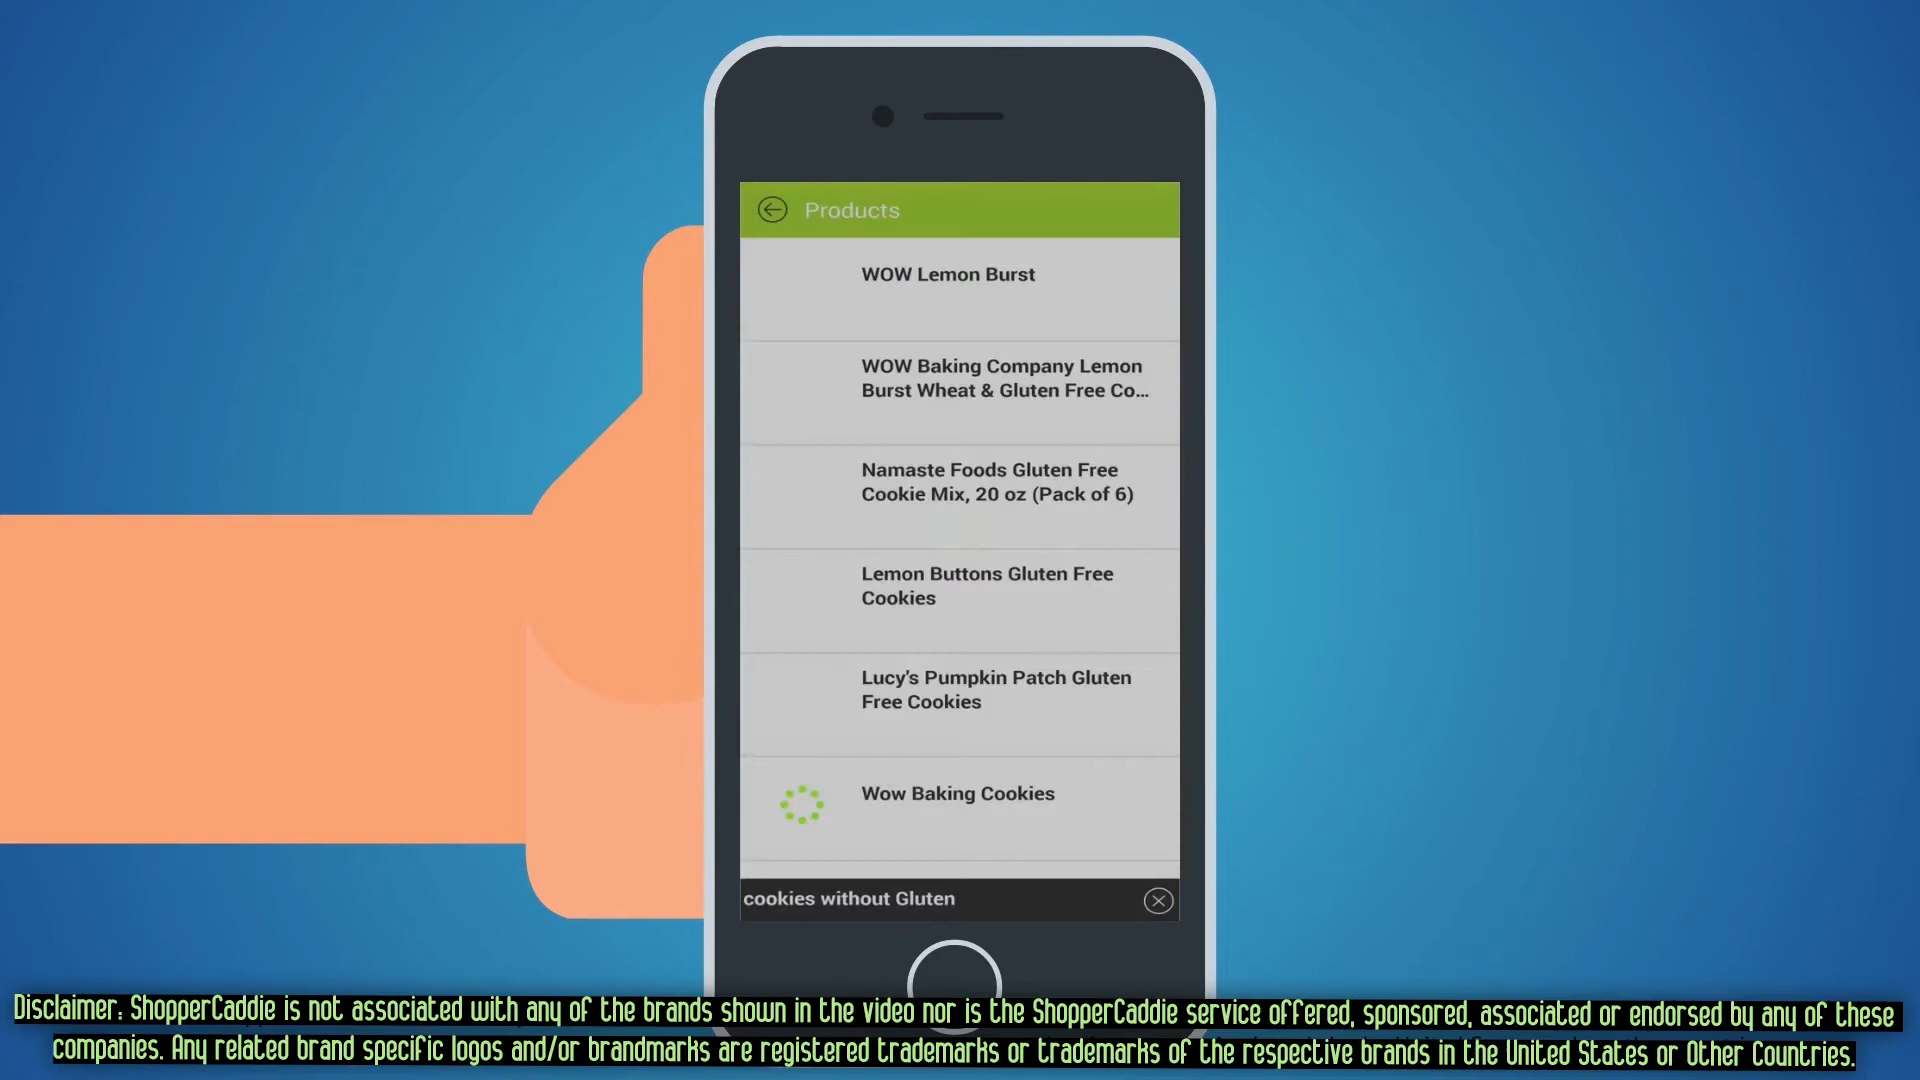 Products
WOW Lemon Burst
WOW Baking Company Lemon
Burst Wheat & Gluten Free Co...
Namaste Foods Gluten Free
Cookie Mix, 20 oz (Pack of 6)
Lemon Buttons Gluten Free
Cookies
Lucy's Pumpkin Patch Gluten
Free Cookies
Wow Baking Cookies
cookies without Gluten
Disclaimer: ShopperCaddie is not associated with any of the brands shown in the video nor is the ShopperCaddie service offered, sponsored, associated or endorsed by any of these
companies. Any related brand specific logos and/or brandmarks are registered trademarks or trademarks of the respective brands in the United States or Other Countries.